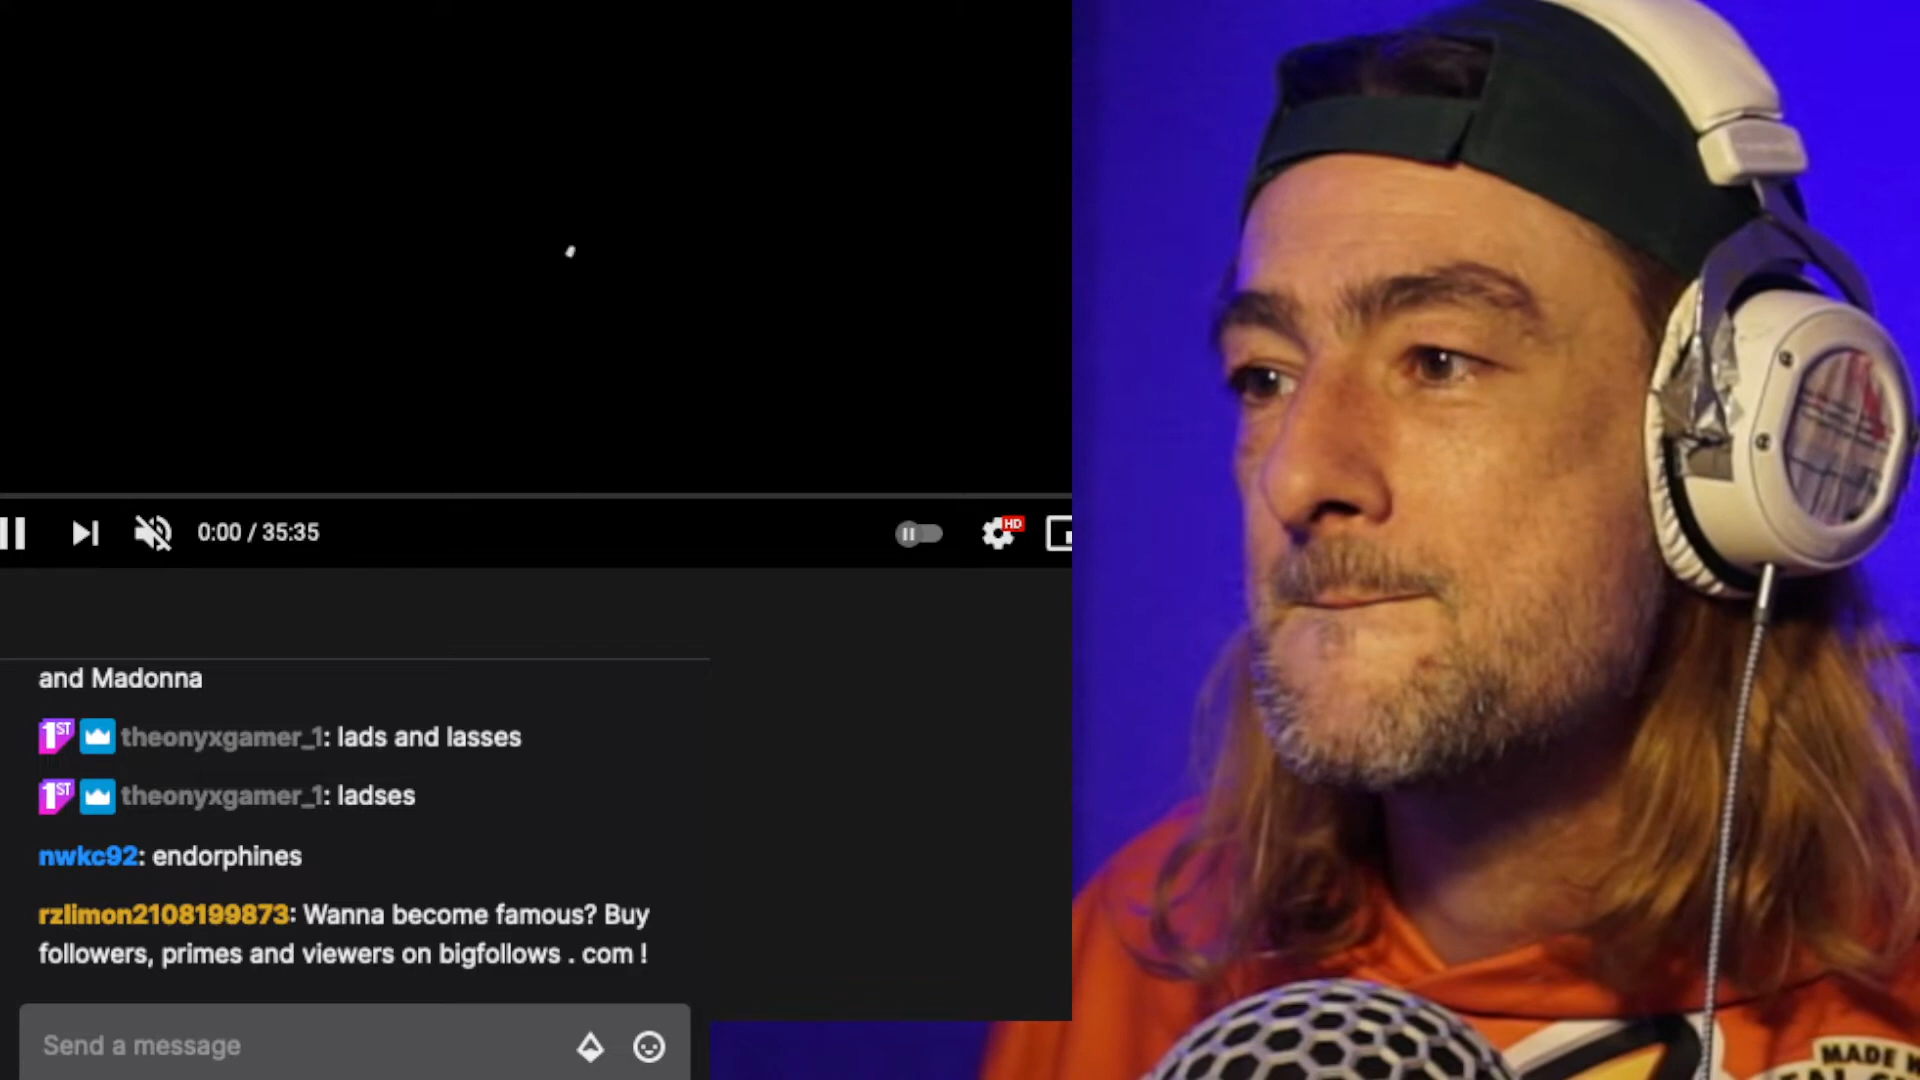 HD
0:00 / 35:35
and Madonna
1ST theonyxgamer_1: lads and lasses
1ST theonyxgamer_1: ladses
nwkc92: endorphines
rzlimon2108199873: Wanna become famous? Buy
followers, primes and viewers on bigfollows . com !
Send a message
MADE